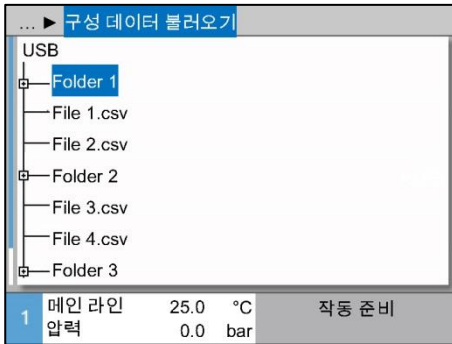 ... ► 구성 데이터 불러오기
USB
Folder 1
File 1.csv
File 2.csv
Folder 2
File 3.csv
File 4.csv
Folder 3
1 메인 라인 25.0 °C 작동 준비
압력 0.0 bar